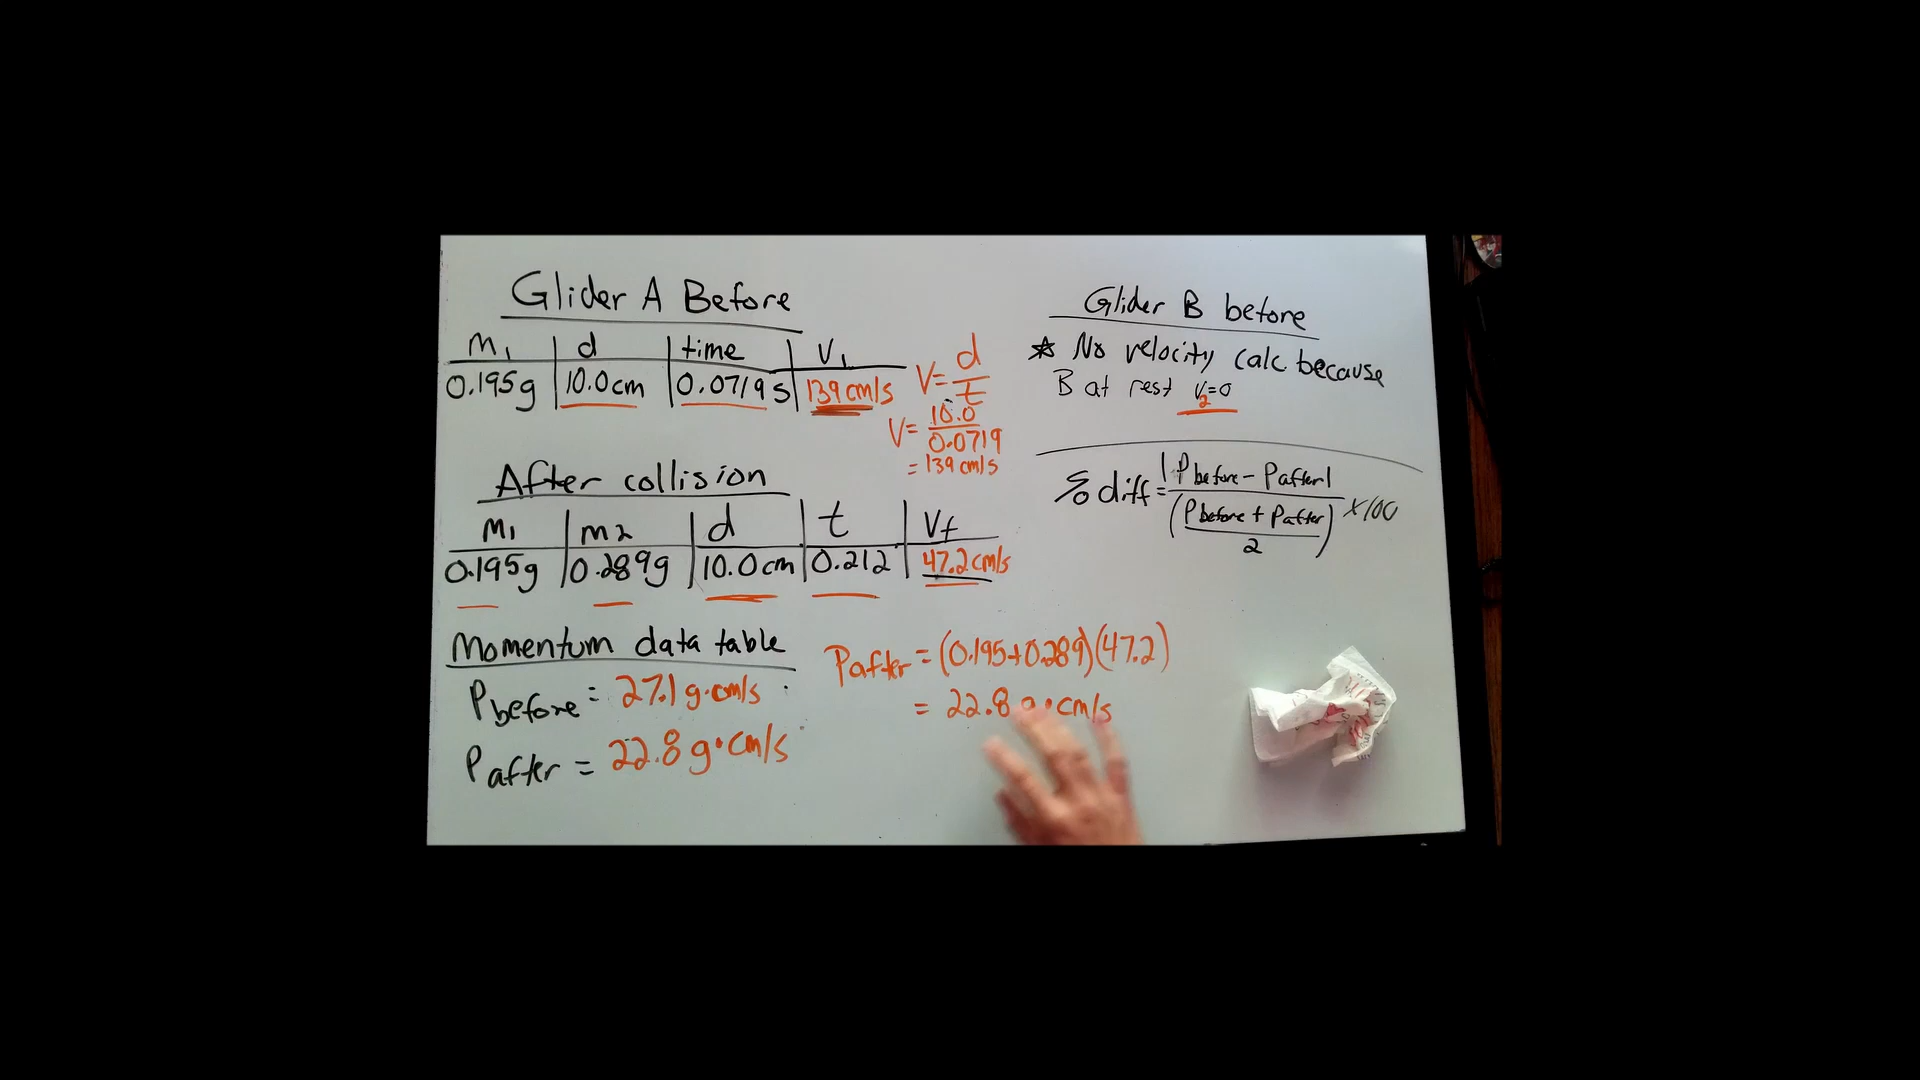 Glider A Before
m₁ d time V₁
0.195g 10.0cm 0.0719s 139 cm/s
V = d/t
V = 10.0/0.0719
= 139 cm/s
After collision
m₁ m₂ d t Vf
0.195g 0.289g 10.0cm 0.212 47.2cm/s
Momentum data table
Pbefore = 27.1 g·cm/s
Pafter = 22.8 g·cm/s
Pafter = (0.195+0.289)(47.2)
= 22.8 g·cm/s
Glider B before
★ No velocity calc because
B at rest V₂=0
% diff = |Pbefore - Pafter| / ((Pbefore + Pafter)/2) ×100